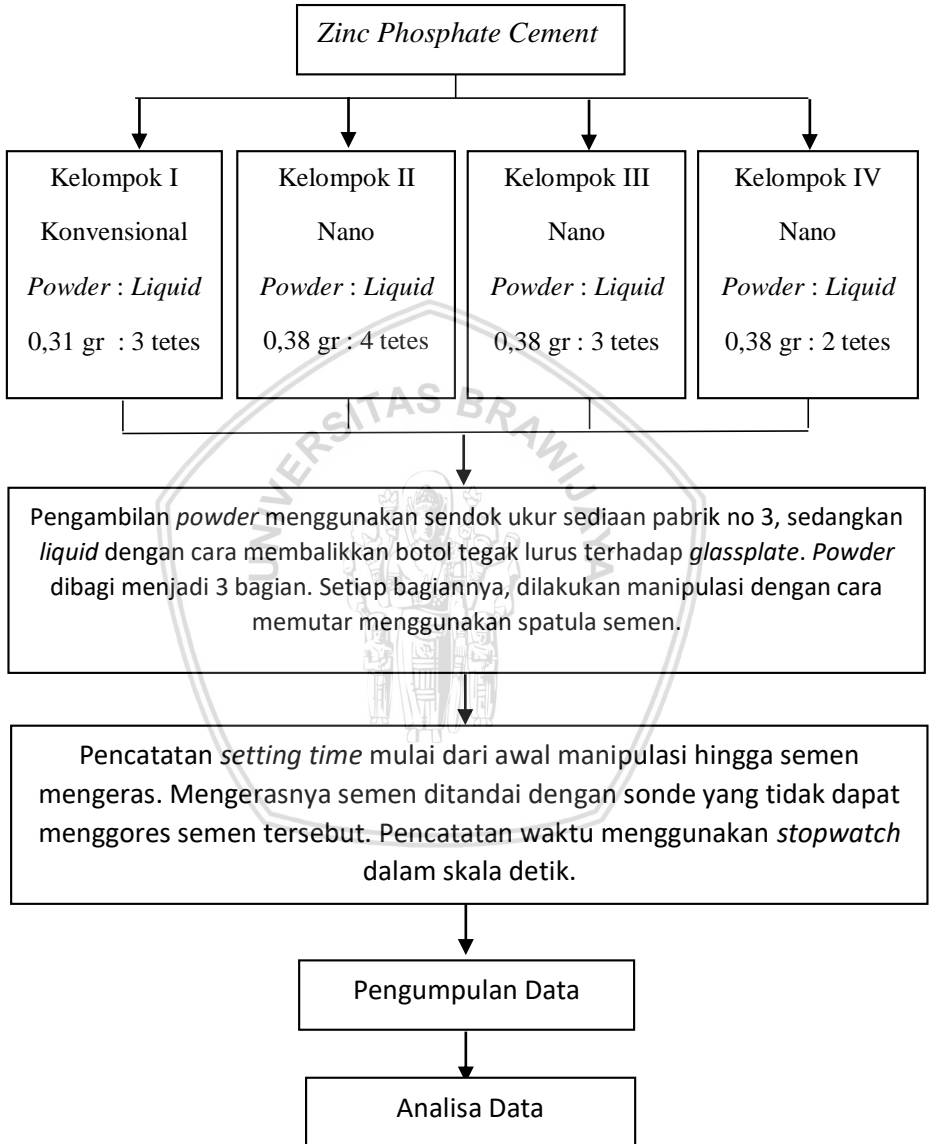 Zinc Phosphate Cement
Kelompok I
Konvensional
Powder : Liquid
0,31 gr : 3 tetes
Kelompok II
Nano
Powder : Liquid
0,38 gr : 4 tetes
Kelompok III
Nano
Powder : Liquid
0,38 gr : 3 tetes
Kelompok IV
Nano
Powder : Liquid
0,38 gr : 2 tetes
UNIVERSITAS BRAWIJAYA
Pengambilan powder menggunakan sendok ukur sediaan pabrik no 3, sedangkan
liquid dengan cara membalikkan botol tegak lurus terhadap glassplate. Powder
dibagi menjadi 3 bagian. Setiap bagiannya, dilakukan manipulasi dengan cara
memutar menggunakan spatula semen.
Pencatatan setting time mulai dari awal manipulasi hingga semen
mengeras. Mengerasnya semen ditandai dengan sonde yang tidak dapat
menggores semen tersebut. Pencatatan waktu menggunakan stopwatch
dalam skala detik.
Pengumpulan Data
Analisa Data